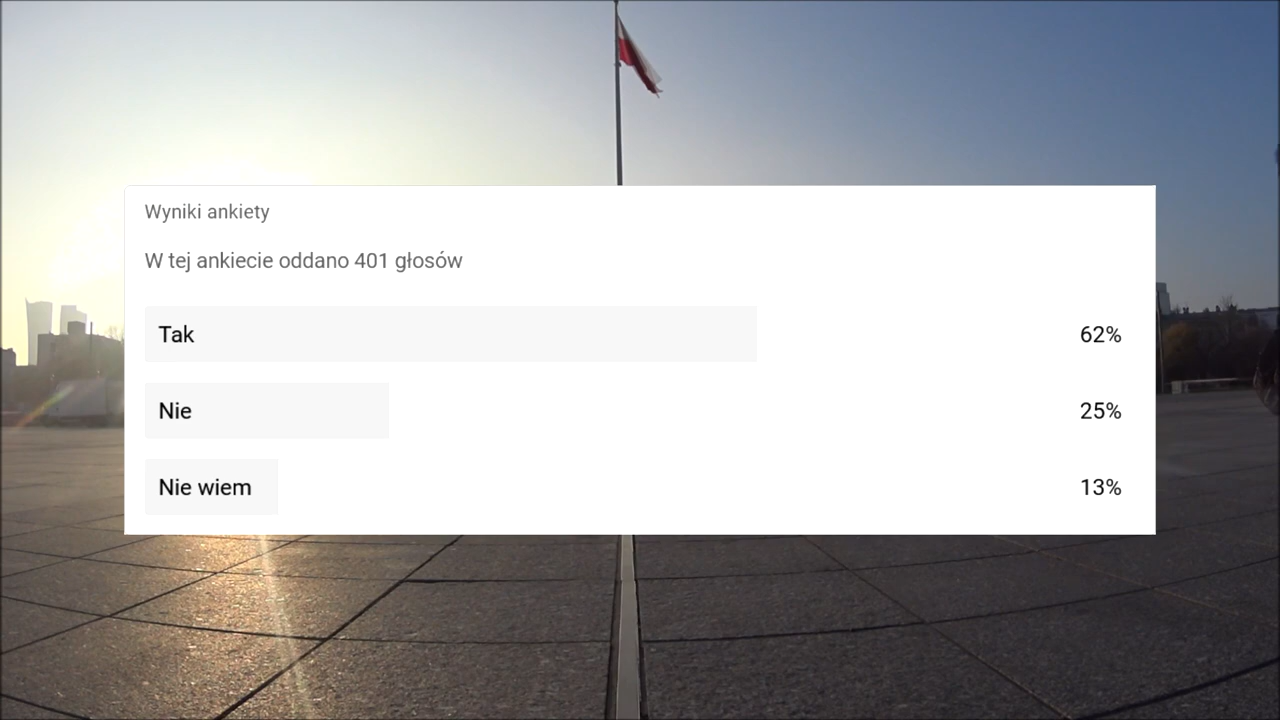 Wyniki ankiety
W tej ankiecie oddano 401 głosów
Tak 62%
Nie 25%
Nie wiem 13%